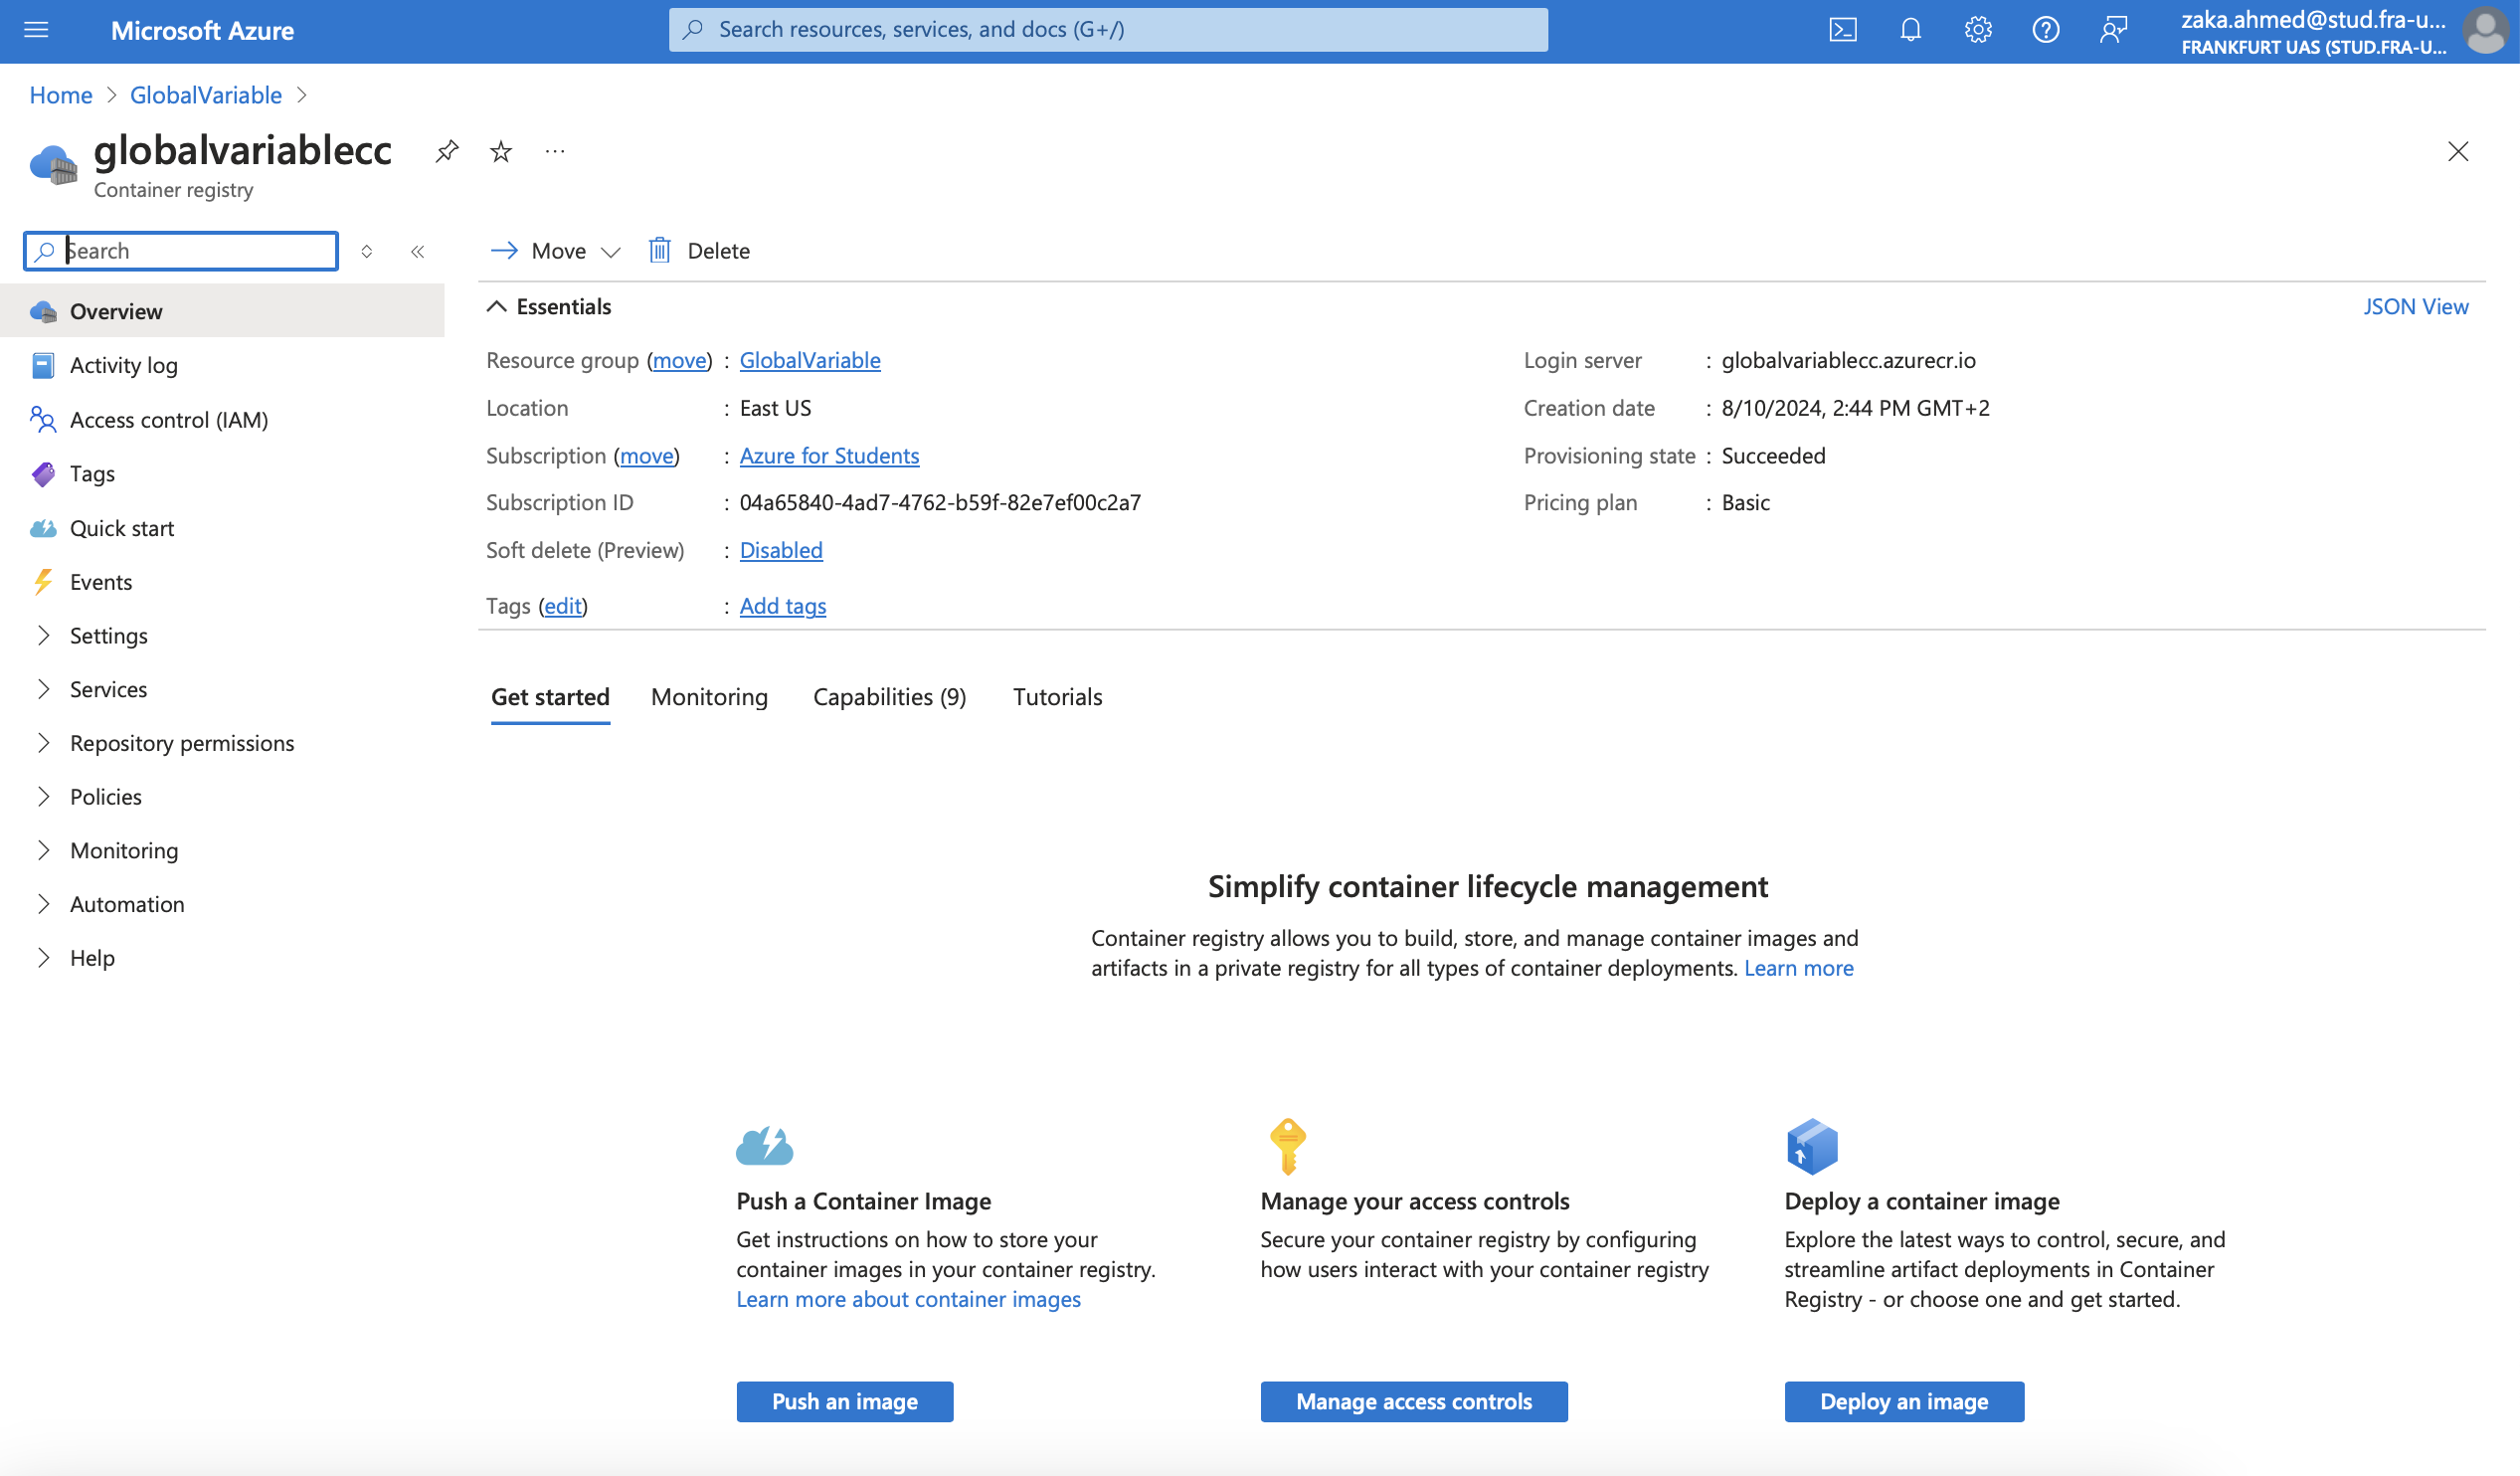 Microsoft Azure
Search resources, services, and docs (G+/)
zaka.ahmed@stud.fra-u...
FRANKFURT UAS (STUD.FRA-U...
Home > GlobalVariable >
globalvariablecc
Container registry
Search
Move
Delete
Overview
Activity log
Access control (IAM)
Tags
Quick start
Events
Settings
Services
Repository permissions
Policies
Monitoring
Automation
Help
Essentials
JSON View
Resource group (move) : GlobalVariable
Location : East US
Subscription (move) : Azure for Students
Subscription ID : 04a65840-4ad7-4762-b59f-82e7ef00c2a7
Soft delete (Preview) : Disabled
Tags (edit) : Add tags
Login server : globalvariablecc.azurecr.io
Creation date : 8/10/2024, 2:44 PM GMT+2
Provisioning state : Succeeded
Pricing plan : Basic
Get started Monitoring Capabilities (9) Tutorials
Simplify container lifecycle management
Container registry allows you to build, store, and manage container images and
artifacts in a private registry for all types of container deployments. Learn more
Push a Container Image
Get instructions on how to store your
container images in your container registry.
Learn more about container images
Push an image
Manage your access controls
Secure your container registry by configuring
how users interact with your container registry
Manage access controls
Deploy a container image
Explore the latest ways to control, secure, and
streamline artifact deployments in Container
Registry - or choose one and get started.
Deploy an image